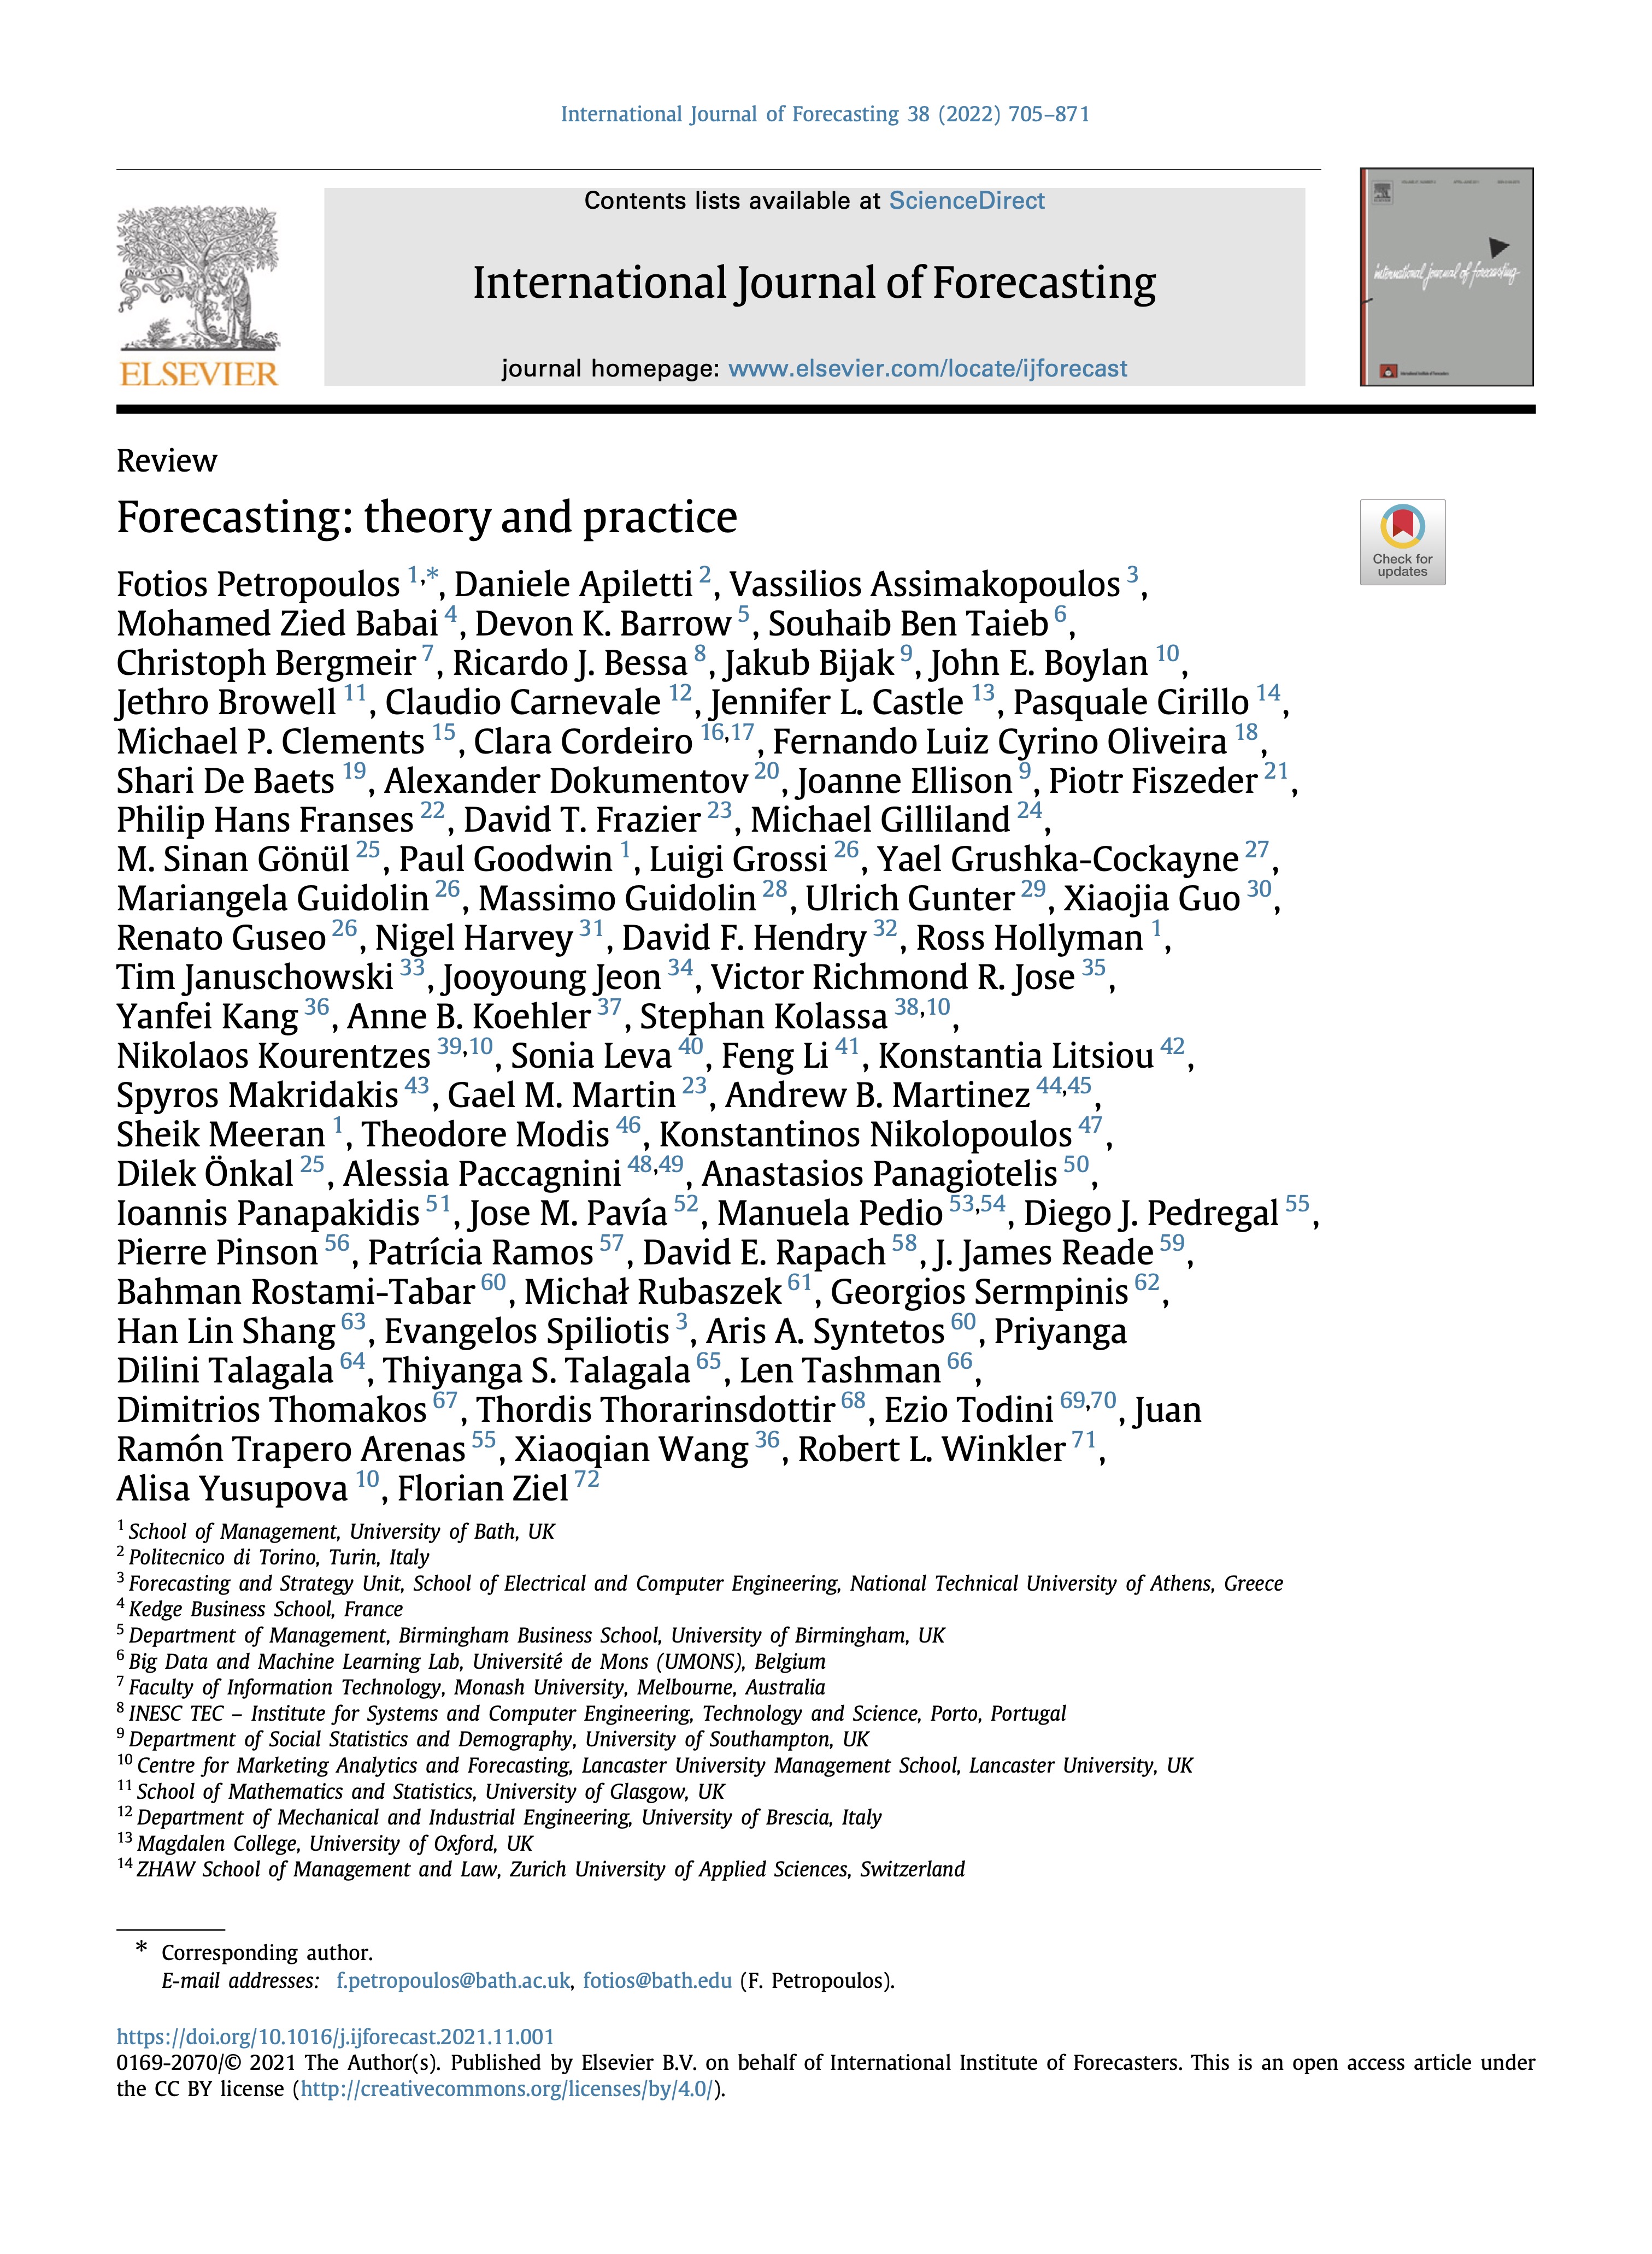 International Journal of Forecasting 38 (2022) 705–871
Contents lists available at ScienceDirect
International Journal of Forecasting
journal homepage: www.elsevier.com/locate/ijforecast
ELSEVIER
international journal of forecasting
Review
Forecasting: theory and practice
Check for
updates
Fotios Petropoulos 1,*, Daniele Apiletti 2, Vassilios Assimakopoulos 3,
Mohamed Zied Babai 4, Devon K. Barrow 5, Souhaib Ben Taieb 6,
Christoph Bergmeir 7, Ricardo J. Bessa 8, Jakub Bijak 9, John E. Boylan 10,
Jethro Browell 11, Claudio Carnevale 12, Jennifer L. Castle 13, Pasquale Cirillo 14,
Michael P. Clements 15, Clara Cordeiro 16,17, Fernando Luiz Cyrino Oliveira 18,
Shari De Baets 19, Alexander Dokumentov 20, Joanne Ellison 9, Piotr Fiszeder 21,
Philip Hans Franses 22, David T. Frazier 23, Michael Gilliland 24,
M. Sinan Gönül 25, Paul Goodwin 1, Luigi Grossi 26, Yael Grushka-Cockayne 27,
Mariangela Guidolin 26, Massimo Guidolin 28, Ulrich Gunter 29, Xiaojia Guo 30,
Renato Guseo 26, Nigel Harvey 31, David F. Hendry 32, Ross Hollyman 1,
Tim Januschowski 33, Jooyoung Jeon 34, Victor Richmond R. Jose 35,
Yanfei Kang 36, Anne B. Koehler 37, Stephan Kolassa 38,10,
Nikolaos Kourentzes 39,10, Sonia Leva 40, Feng Li 41, Konstantia Litsiou 42,
Spyros Makridakis 43, Gael M. Martin 23, Andrew B. Martinez 44,45,
Sheik Meeran 1, Theodore Modis 46, Konstantinos Nikolopoulos 47,
Dilek Önkal 25, Alessia Paccagnini 48,49, Anastasios Panagiotelis 50,
Ioannis Panapakidis 51, Jose M. Pavía 52, Manuela Pedio 53,54, Diego J. Pedregal 55,
Pierre Pinson 56, Patrícia Ramos 57, David E. Rapach 58, J. James Reade 59,
Bahman Rostami-Tabar 60, Michał Rubaszek 61, Georgios Sermpinis 62,
Han Lin Shang 63, Evangelos Spiliotis 3, Aris A. Syntetos 60, Priyanga
Dilini Talagala 64, Thiyanga S. Talagala 65, Len Tashman 66,
Dimitrios Thomakos 67, Thordis Thorarinsdottir 68, Ezio Todini 69,70, Juan
Ramón Trapero Arenas 55, Xiaoqian Wang 36, Robert L. Winkler 71,
Alisa Yusupova 10, Florian Ziel 72
1 School of Management, University of Bath, UK
2 Politecnico di Torino, Turin, Italy
3 Forecasting and Strategy Unit, School of Electrical and Computer Engineering, National Technical University of Athens, Greece
4 Kedge Business School, France
5 Department of Management, Birmingham Business School, University of Birmingham, UK
6 Big Data and Machine Learning Lab, Université de Mons (UMONS), Belgium
7 Faculty of Information Technology, Monash University, Melbourne, Australia
8 INESC TEC – Institute for Systems and Computer Engineering, Technology and Science, Porto, Portugal
9 Department of Social Statistics and Demography, University of Southampton, UK
10 Centre for Marketing Analytics and Forecasting, Lancaster University Management School, Lancaster University, UK
11 School of Mathematics and Statistics, University of Glasgow, UK
12 Department of Mechanical and Industrial Engineering, University of Brescia, Italy
13 Magdalen College, University of Oxford, UK
14 ZHAW School of Management and Law, Zurich University of Applied Sciences, Switzerland
* Corresponding author.
E-mail addresses: f.petropoulos@bath.ac.uk, fotios@bath.edu (F. Petropoulos).
https://doi.org/10.1016/j.ijforecast.2021.11.001
0169-2070/© 2021 The Author(s). Published by Elsevier B.V. on behalf of International Institute of Forecasters. This is an open access article under
the CC BY license (http://creativecommons.org/licenses/by/4.0/).